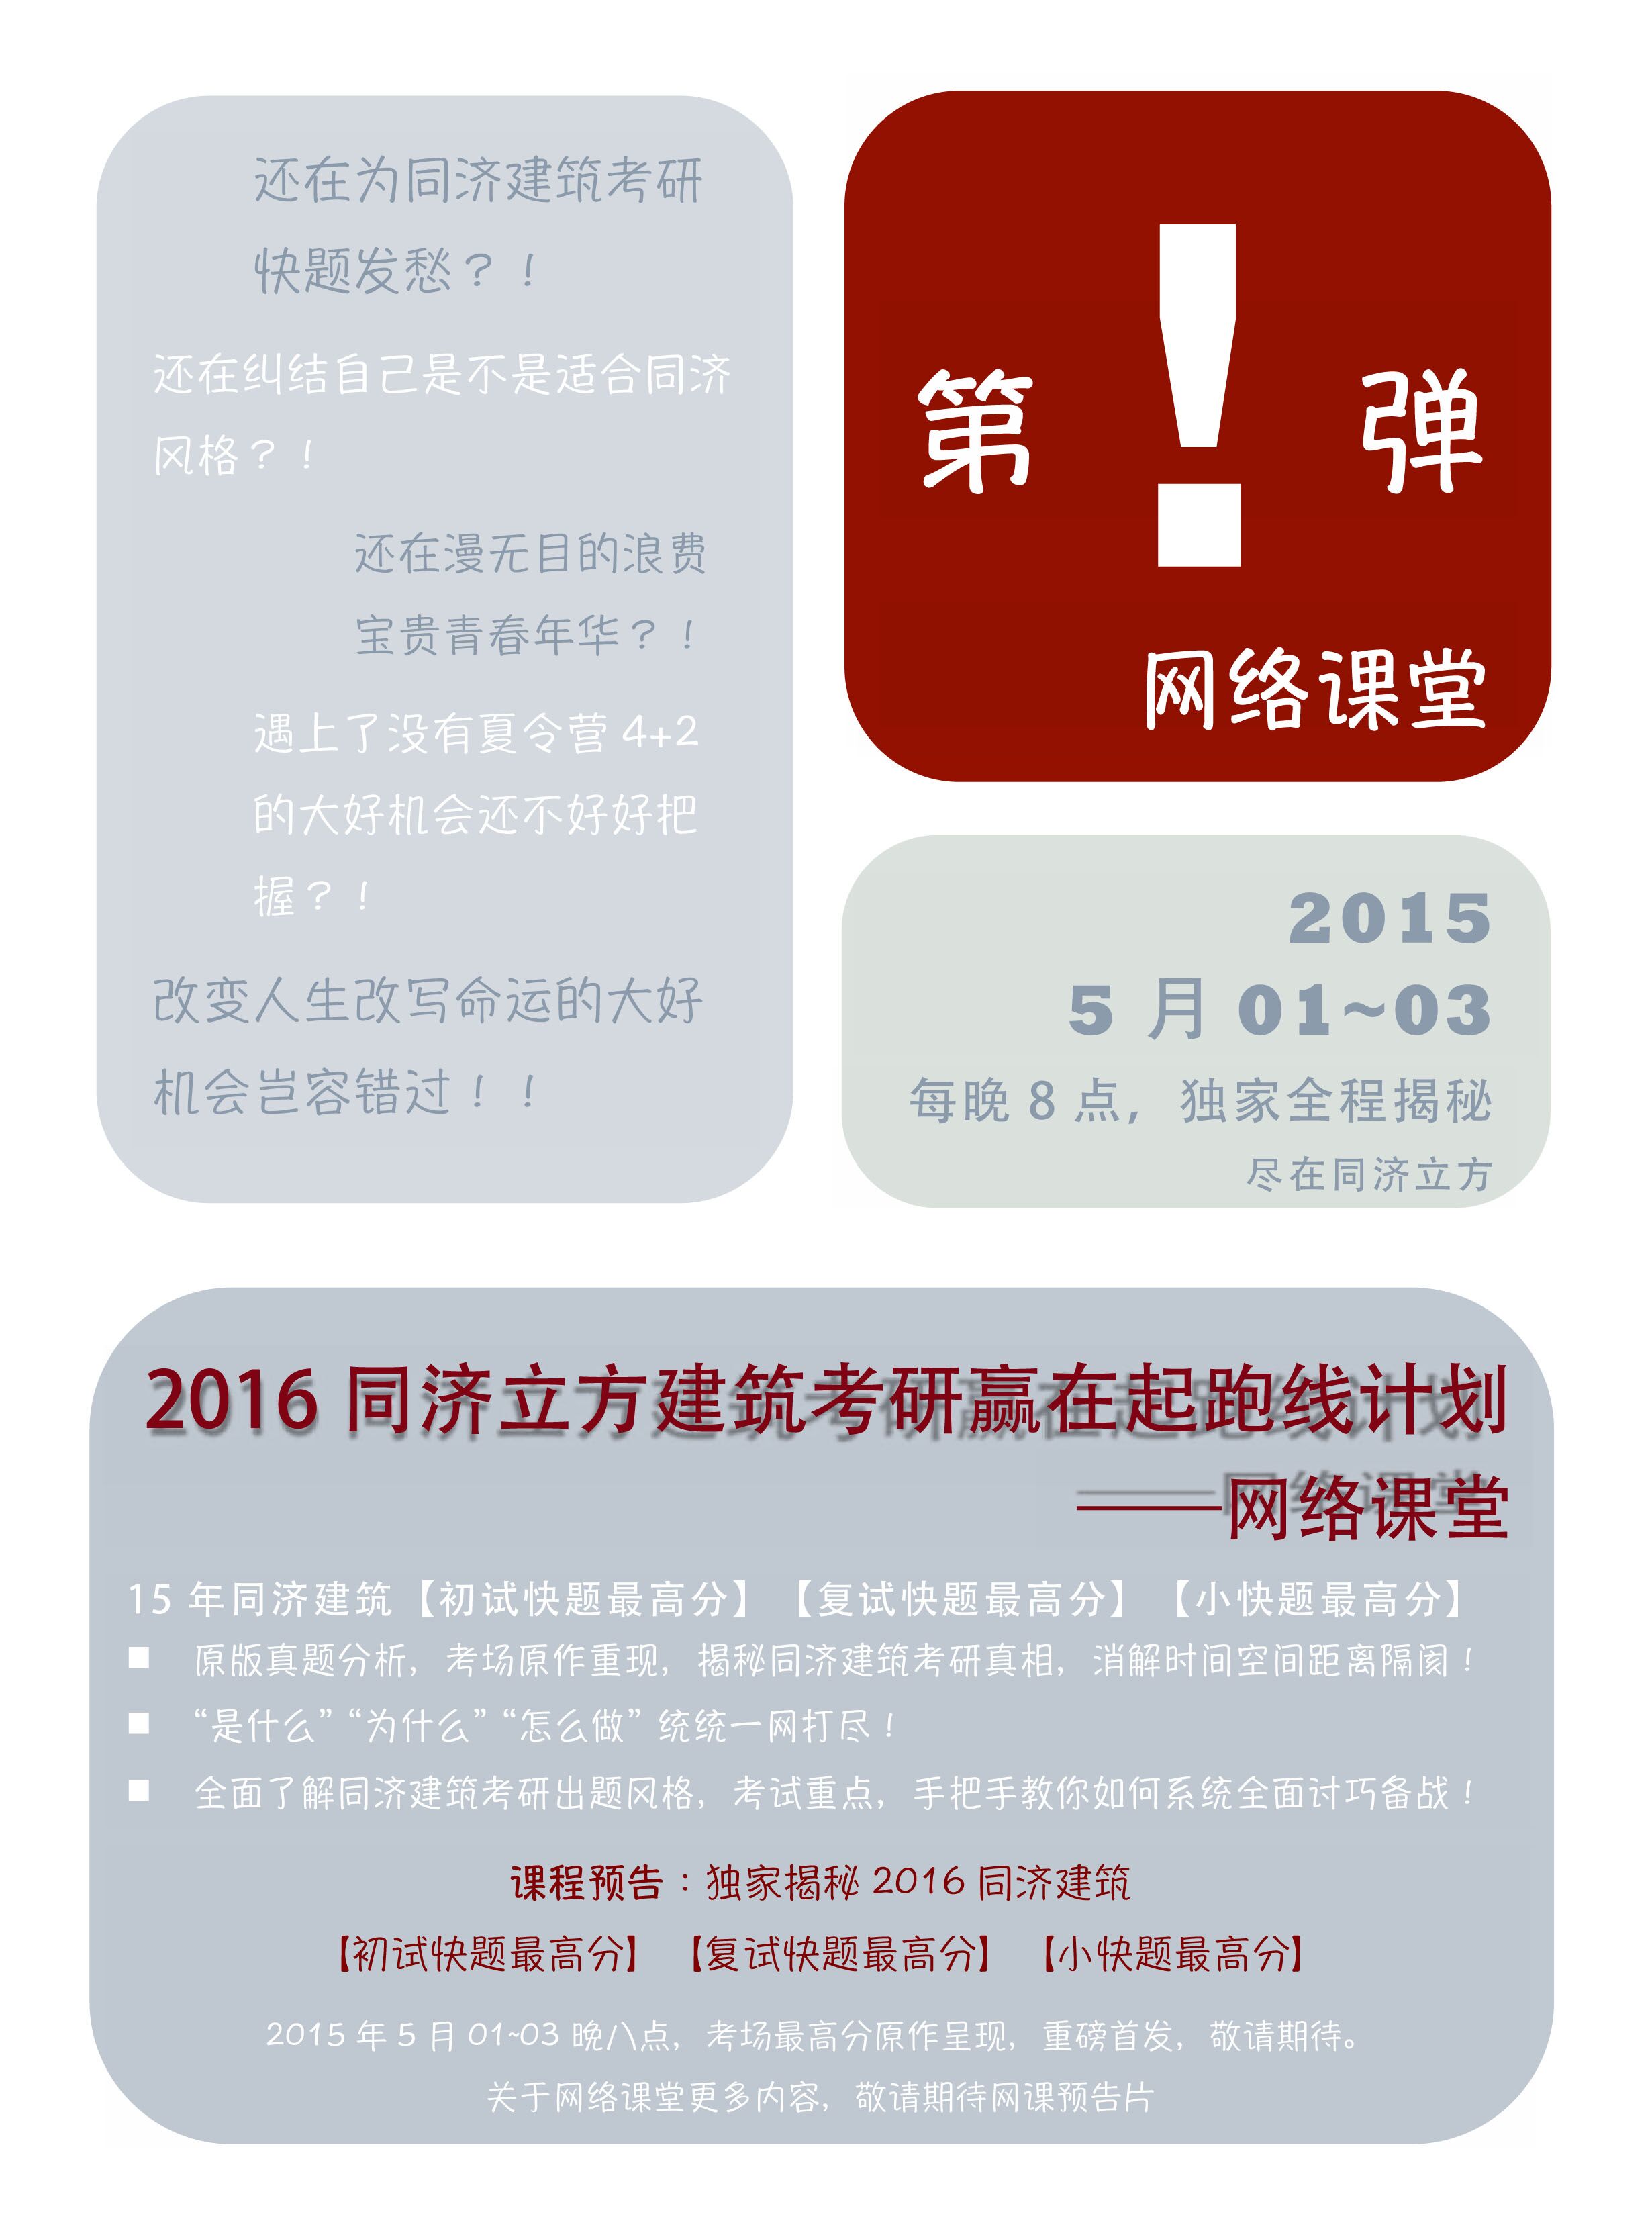 还在为同济建筑考研
快题发愁？！
还在纠结自己是不是适合同济
风格？！
还在漫无目的浪费
宝贵青春年华？！
遇上了没有夏令营 4+2
的大好机会还不好好把
握？！
改变人生改写命运的大好
机会岂容错过！！
第 ! 弹
网络课堂
2015
5 月 01~03
每晚 8 点，独家全程揭秘
尽在同济立方
2016 同济立方建筑考研赢在起跑线计划
——网络课堂
15 年同济建筑【初试快题最高分】【复试快题最高分】【小快题最高分】
■ 原版真题分析，考场原作重现，揭秘同济建筑考研真相，消解时间空间距离隔阂！
■ “是什么”“为什么”“怎么做” 统统一网打尽！
■ 全面了解同济建筑考研出题风格，考试重点，手把手教你如何系统全面讨巧备战！
课程预告：独家揭秘 2016 同济建筑
【初试快题最高分】【复试快题最高分】【小快题最高分】
2015 年 5 月 01~03 晚八点，考场最高分原作呈现，重磅首发，敬请期待。
关于网络课堂更多内容，敬请期待网课预告片